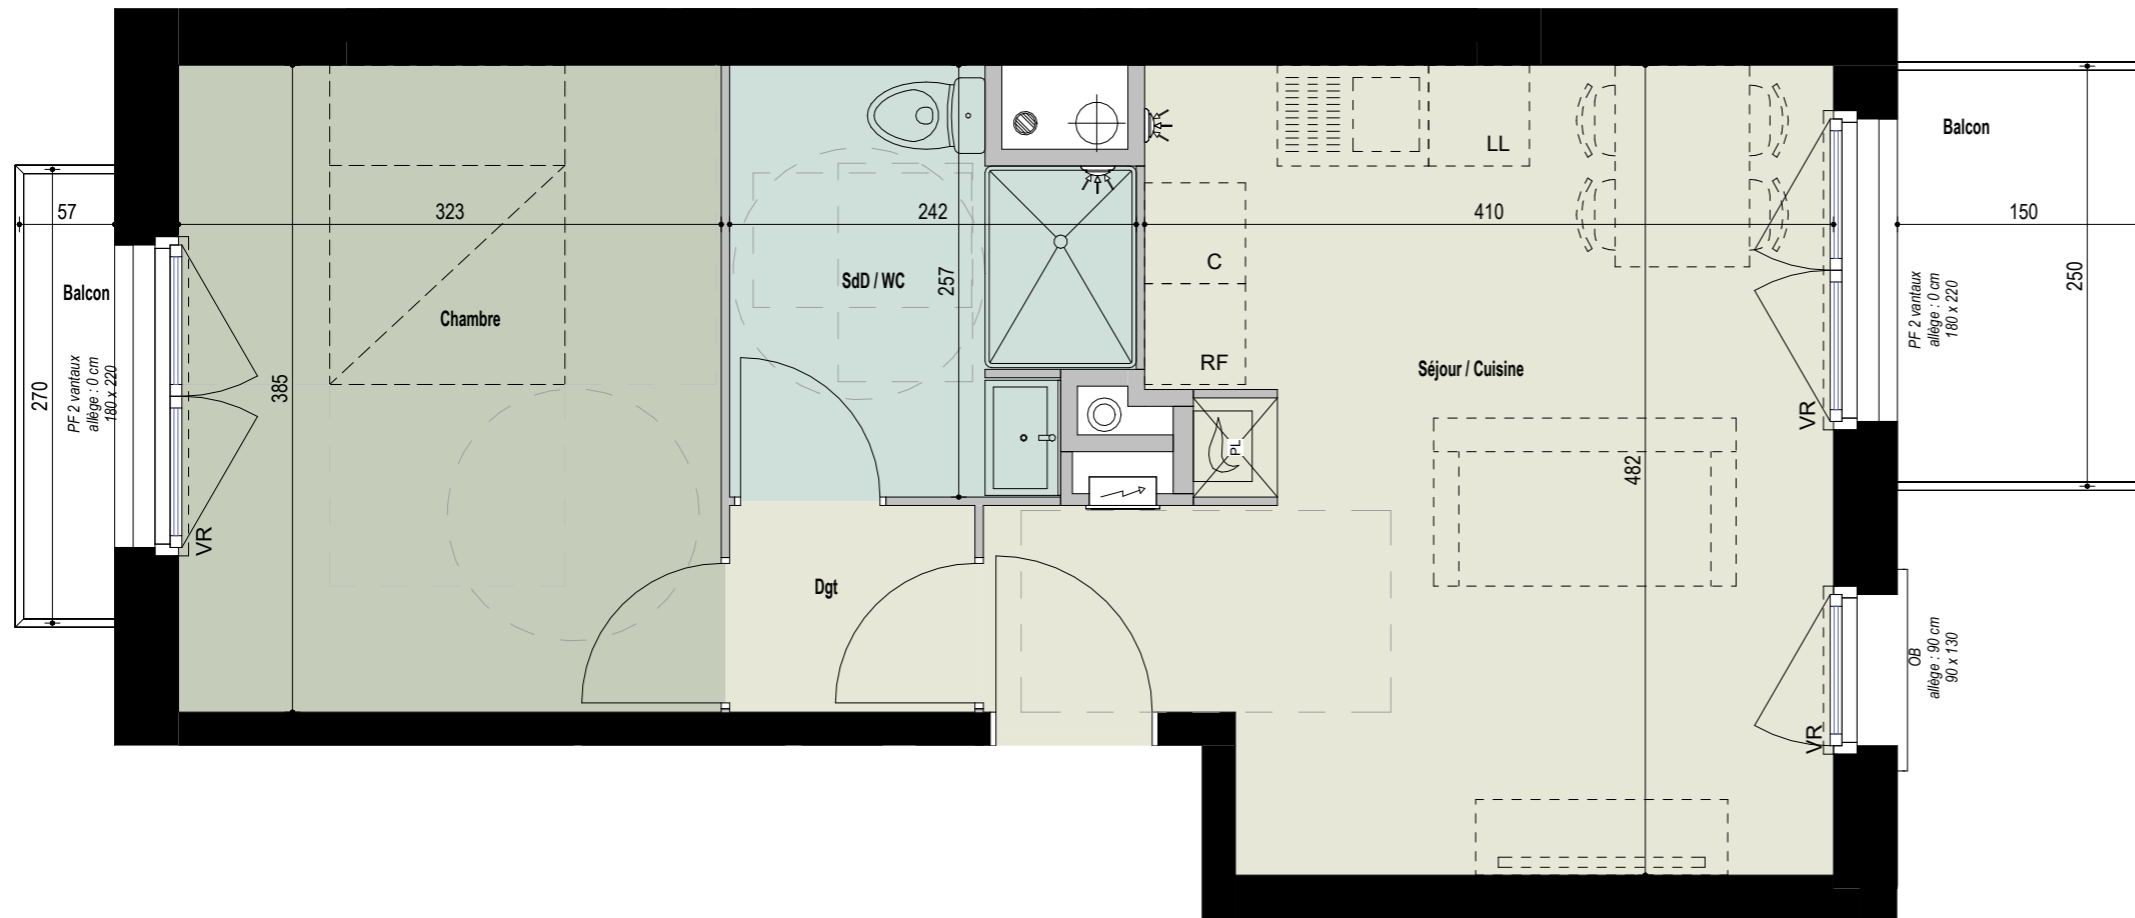 LL
Balcon
57
323
242
410
150
C
SdD / WC
257
250
Balcon
Chambre
PF 2 vantaux
allège : 0 cm
180 x 220
RF
Séjour / Cuisine
270
PF 2 vantaux
allège : 0 cm
180 x 220
385
VR
PL
482
VR
Dgt
OB
allège : 90 cm
90 x 130
VR